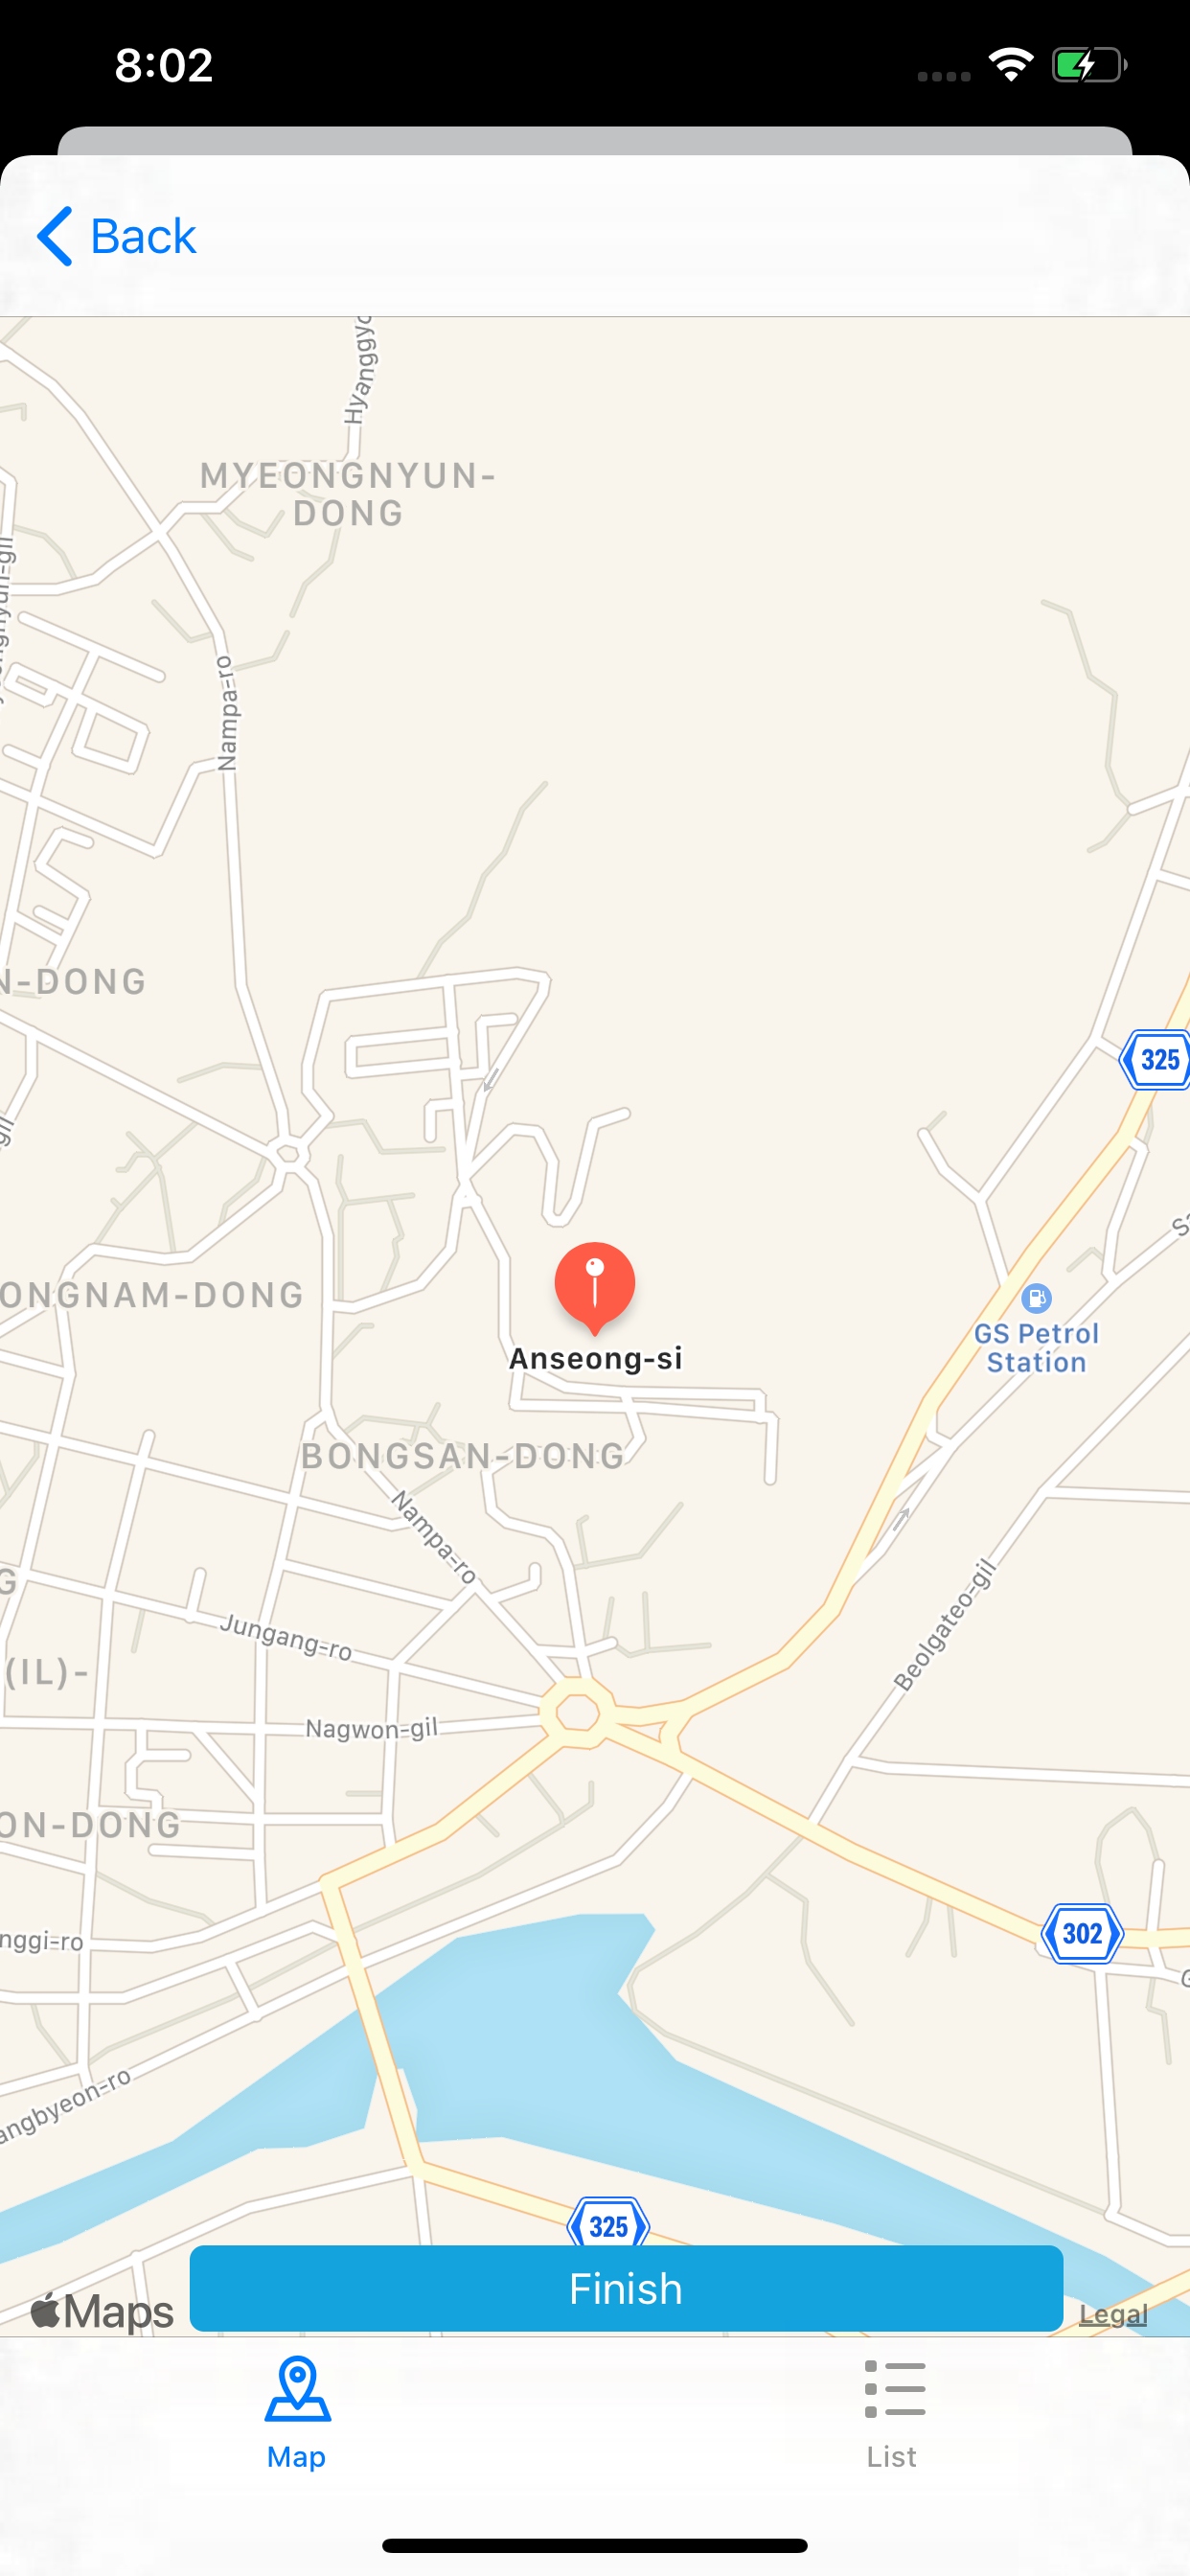 8:02
Back
MYEONGNYUN-
DONG
Nampa-ro
N-DONG
325
ONGNAM-DONG
Anseong-si
GS Petrol
Station
BONGSAN-DONG
Nampa-ro
Jungang-ro
Beolgateo-gil
(IL)-
Nagwon-gil
ON-DONG
302
nggi-ro
angbyeon-ro
325
Finish
Maps
Legal
Map
List